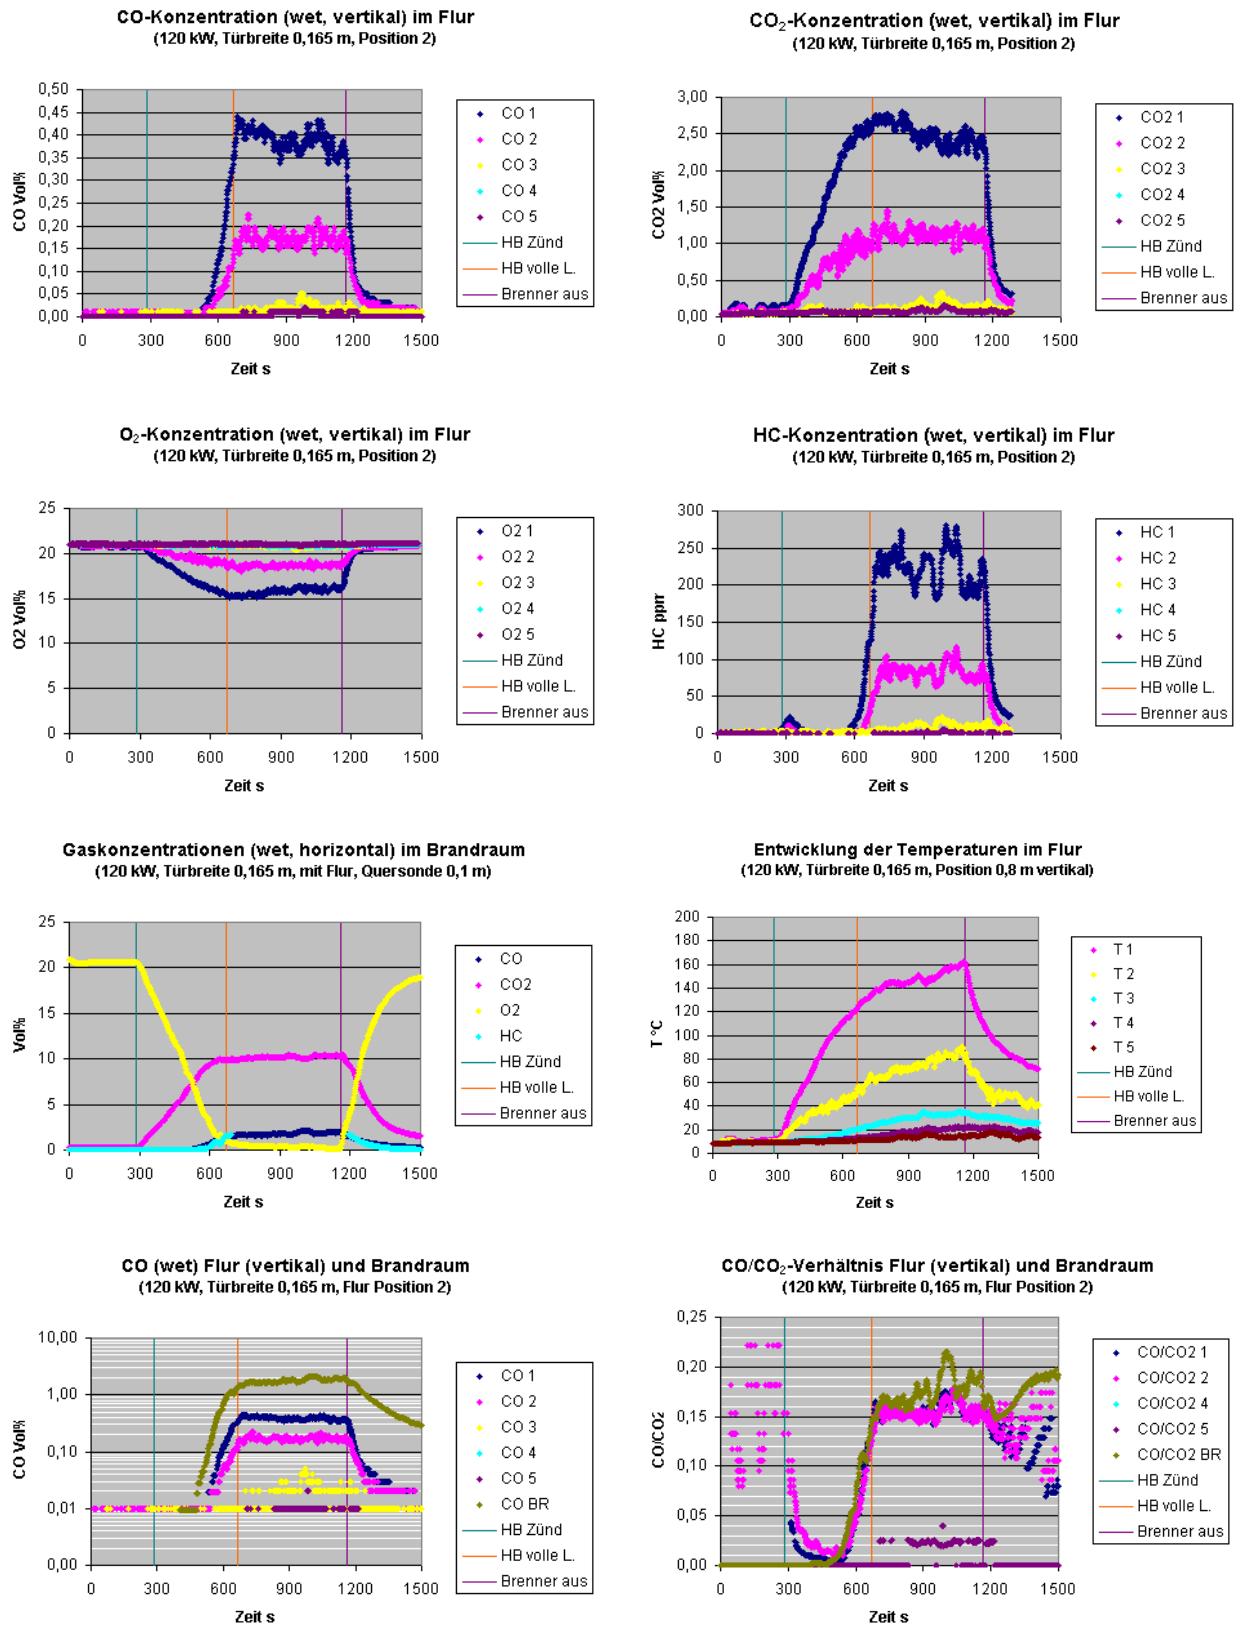 CO-Konzentration (wet, vertikal) im Flur
(120 kW, Türbreite 0,165 m, Position 2)
CO Vol%
0,50
0,45
0,40
0,35
0,30
0,25
0,20
0,15
0,10
0,05
0,00
0 300 600 900 1200 1500
Zeit s
CO 1
CO 2
CO 3
CO 4
CO 5
HB Zünd
HB volle L.
Brenner aus
CO₂-Konzentration (wet, vertikal) im Flur
(120 kW, Türbreite 0,165 m, Position 2)
CO2 Vol%
3,00
2,50
2,00
1,50
1,00
0,50
0,00
0 300 600 900 1200 1500
Zeit s
CO2 1
CO2 2
CO2 3
CO2 4
CO2 5
HB Zünd
HB volle L.
Brenner aus
O₂-Konzentration (wet, vertikal) im Flur
(120 kW, Türbreite 0,165 m, Position 2)
O2 Vol%
25
20
15
10
5
0
0 300 600 900 1200 1500
Zeit s
O2 1
O2 2
O2 3
O2 4
O2 5
HB Zünd
HB volle L.
Brenner aus
HC-Konzentration (wet, vertikal) im Flur
(120 kW, Türbreite 0,165 m, Position 2)
HC ppm
300
250
200
150
100
50
0
0 300 600 900 1200 1500
Zeit s
HC 1
HC 2
HC 3
HC 4
HC 5
HB Zünd
HB volle L.
Brenner aus
Gaskonzentrationen (wet, horizontal) im Brandraum
(120 kW, Türbreite 0,165 m, mit Flur, Quersonde 0,1 m)
Vol%
25
20
15
10
5
0
0 300 600 900 1200 1500
Zeit s
CO
CO2
O2
HC
HB Zünd
HB volle L.
Brenner aus
Entwicklung der Temperaturen im Flur
(120 kW, Türbreite 0,165 m, Position 0,8 m vertikal)
T °C
200
180
160
140
120
100
80
60
40
20
0
0 300 600 900 1200 1500
Zeit s
T 1
T 2
T 3
T 4
T 5
HB Zünd
HB volle L.
Brenner aus
CO (wet) Flur (vertikal) und Brandraum
(120 kW, Türbreite 0,165 m, Flur Position 2)
CO Vol%
10,00
1,00
0,10
0,01
0,00
0 300 600 900 1200 1500
Zeit s
CO 1
CO 2
CO 3
CO 4
CO 5
CO BR
HB Zünd
HB volle L.
Brenner aus
CO/CO₂-Verhältnis Flur (vertikal) und Brandraum
(120 kW, Türbreite 0,165 m, Flur Position 2)
CO/CO2
0,25
0,20
0,15
0,10
0,05
0,00
0 300 600 900 1200 1500
Zeit s
CO/CO2 1
CO/CO2 2
CO/CO2 4
CO/CO2 5
CO/CO2 BR
HB Zünd
HB volle L.
Brenner aus